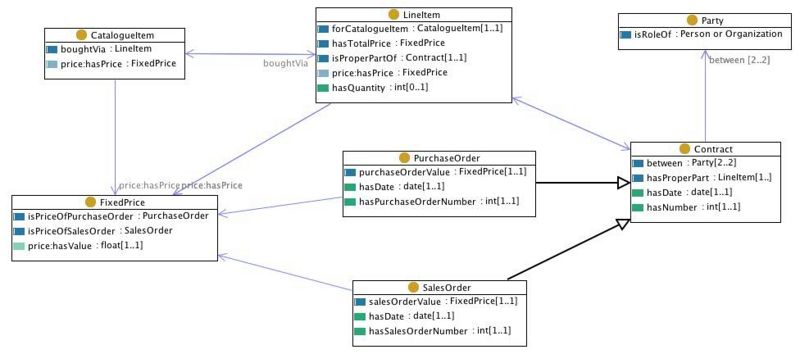 CatalogueItem
boughtVia : LineItem
price:hasPrice : FixedPrice
LineItem
forCatalogueItem : CatalogueItem[1..1]
hasTotalPrice : FixedPrice
isProperPartOf : Contract[1..1]
price:hasPrice : FixedPrice
hasQuantity : int[0..1]
Party
isRoleOf : Person or Organization
boughtVia
between [2..2]
PurchaseOrder
purchaseOrderValue : FixedPrice[1..1]
hasDate : date[1..1]
hasPurchaseOrderNumber : int[1..1]
Contract
between : Party[2..2]
hasProperPart : LineItem[1..]
hasDate : date[1..1]
hasNumber : int[1..1]
price:hasPrice price:hasPrice
FixedPrice
isPriceOfPurchaseOrder : PurchaseOrder
isPriceOfSalesOrder : SalesOrder
price:hasValue : float[1..1]
SalesOrder
salesOrderValue : FixedPrice[1..1]
hasDate : date[1..1]
hasSalesOrderNumber : int[1..1]